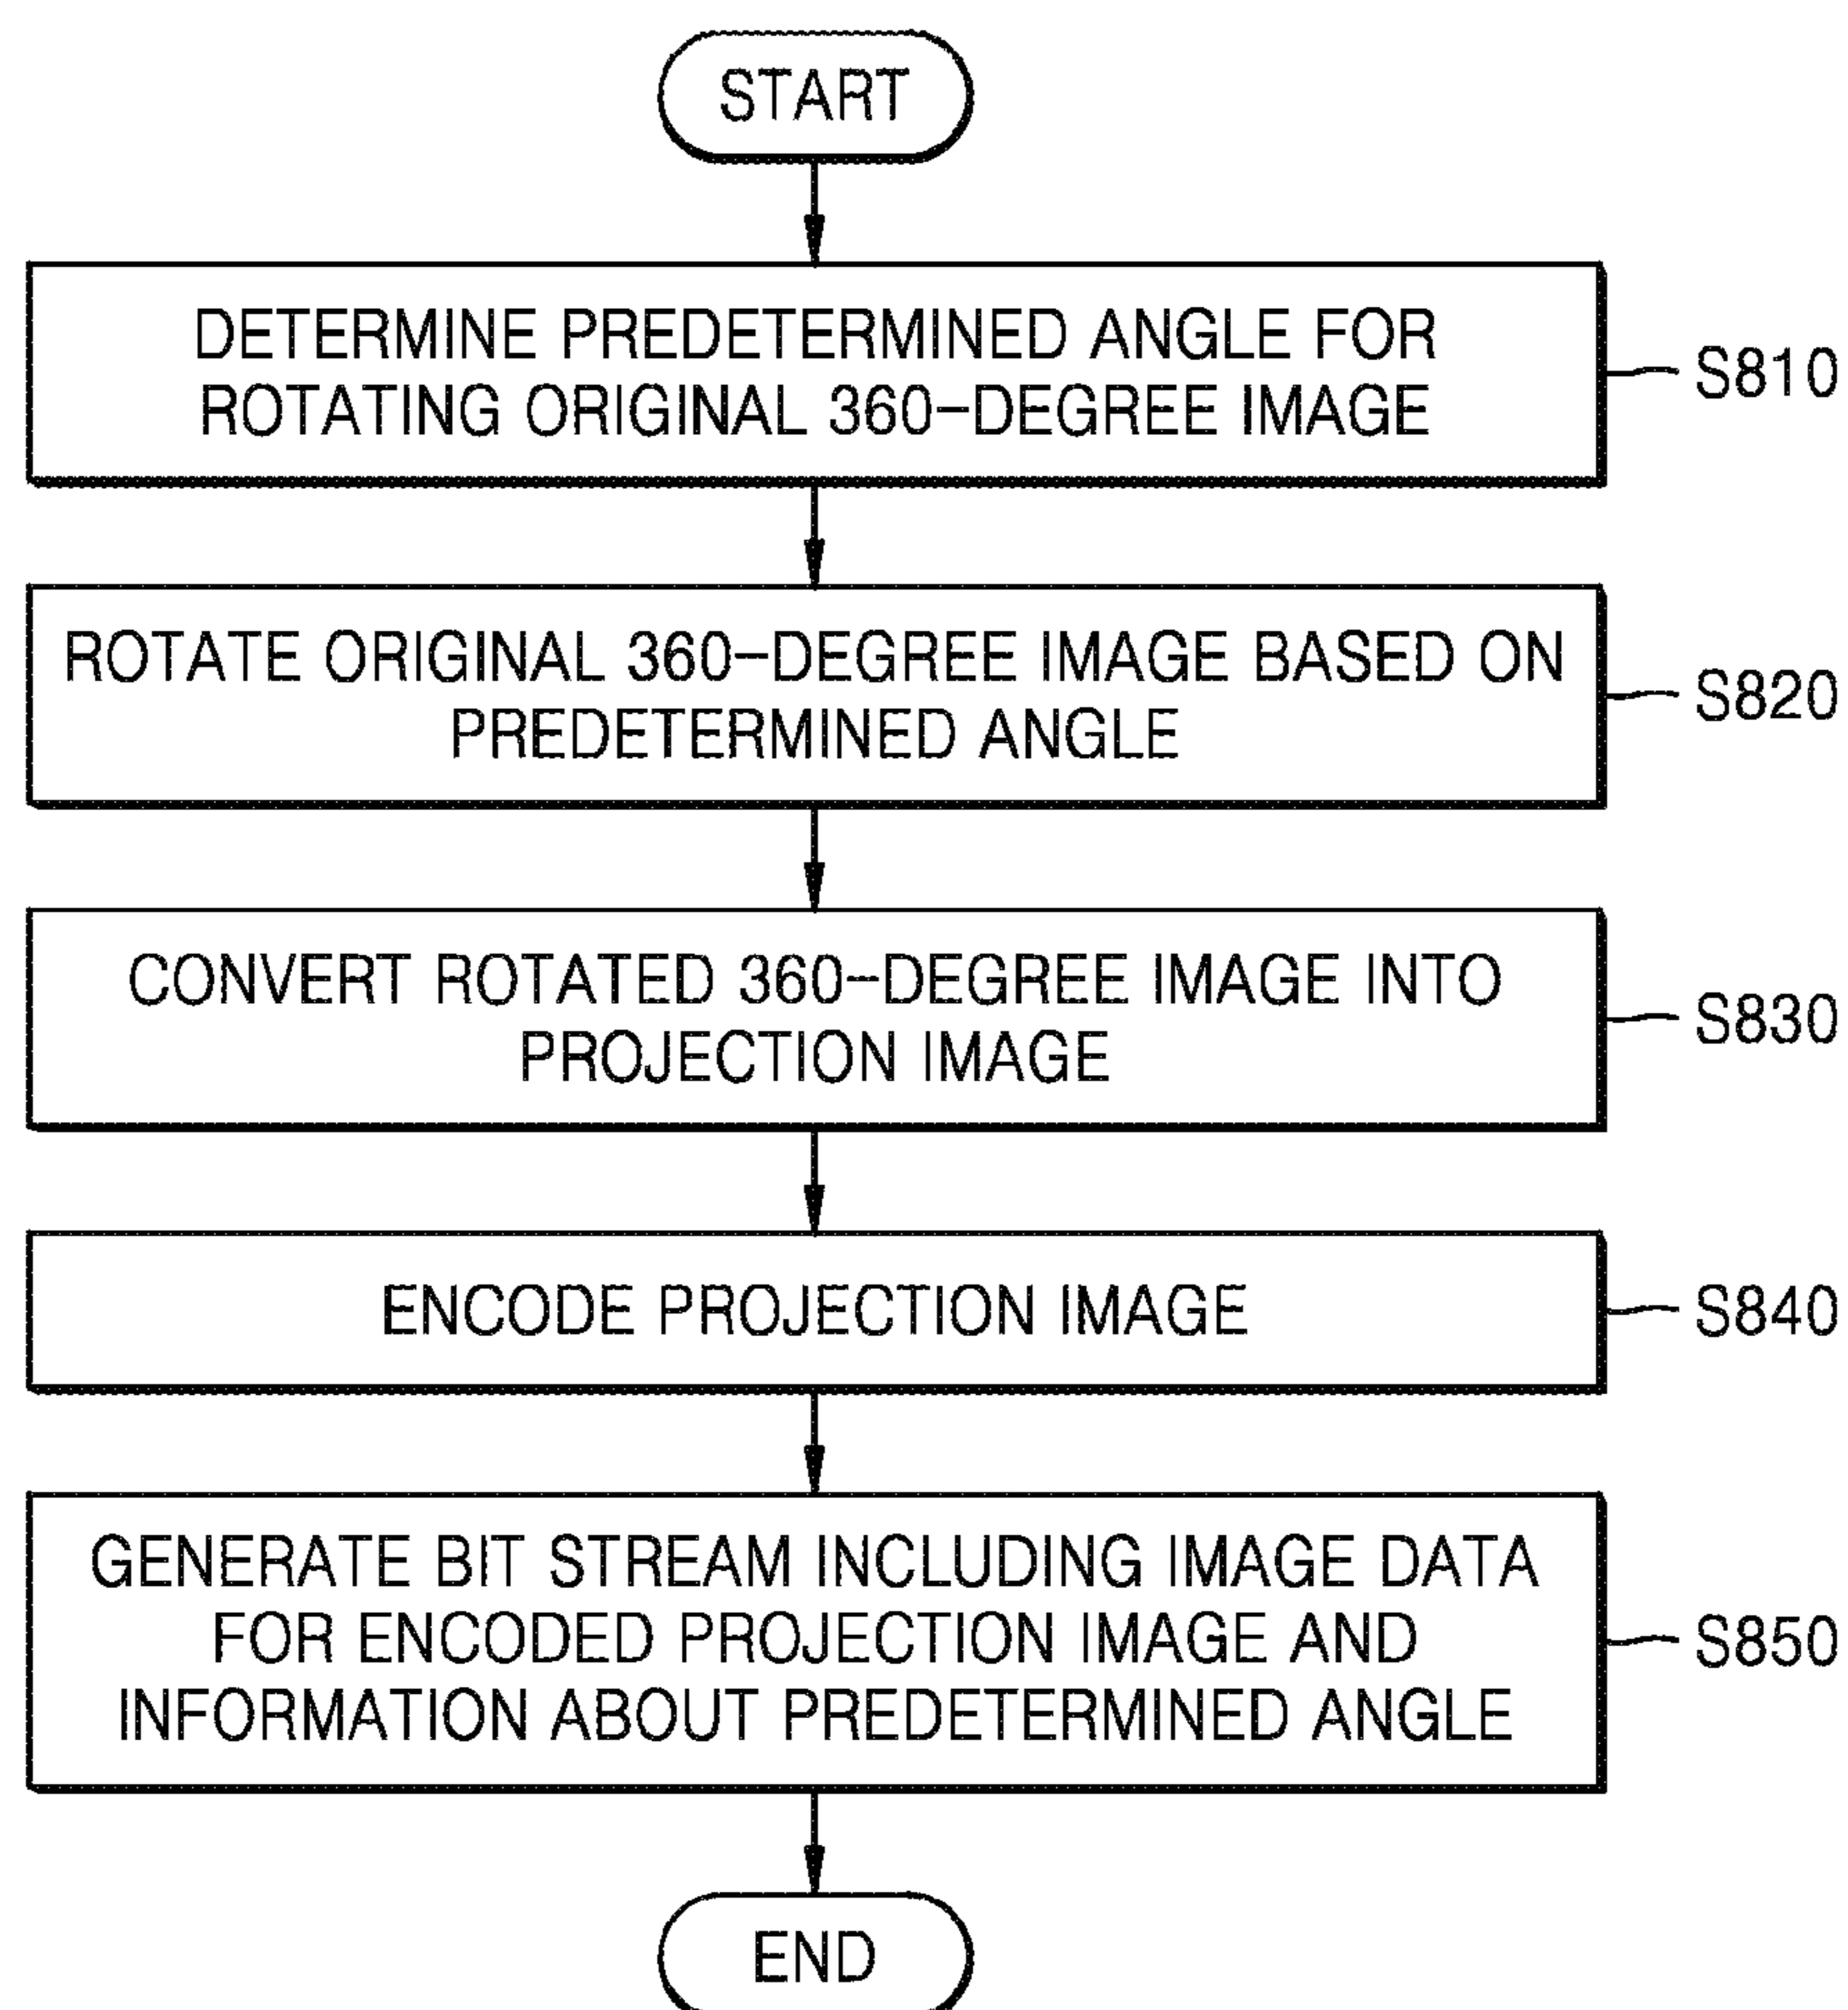 START
DETERMINE PREDETERMINED ANGLE FOR
ROTATING ORIGINAL 360-DEGREE IMAGE
S810
ROTATE ORIGINAL 360-DEGREE IMAGE BASED ON
PREDETERMINED ANGLE
S820
CONVERT ROTATED 360-DEGREE IMAGE INTO
PROJECTION IMAGE
S830
ENCODE PROJECTION IMAGE
S840
GENERATE BIT STREAM INCLUDING IMAGE DATA
FOR ENCODED PROJECTION IMAGE AND
INFORMATION ABOUT PREDETERMINED ANGLE
S850
END